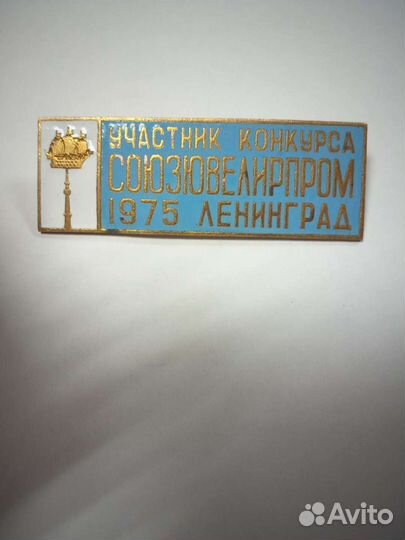 УЧАСТНИК КОНКУРСА
СОЮЗЮВЕЛИРПРОМ
1975 ЛЕНИНГРАД
Avito